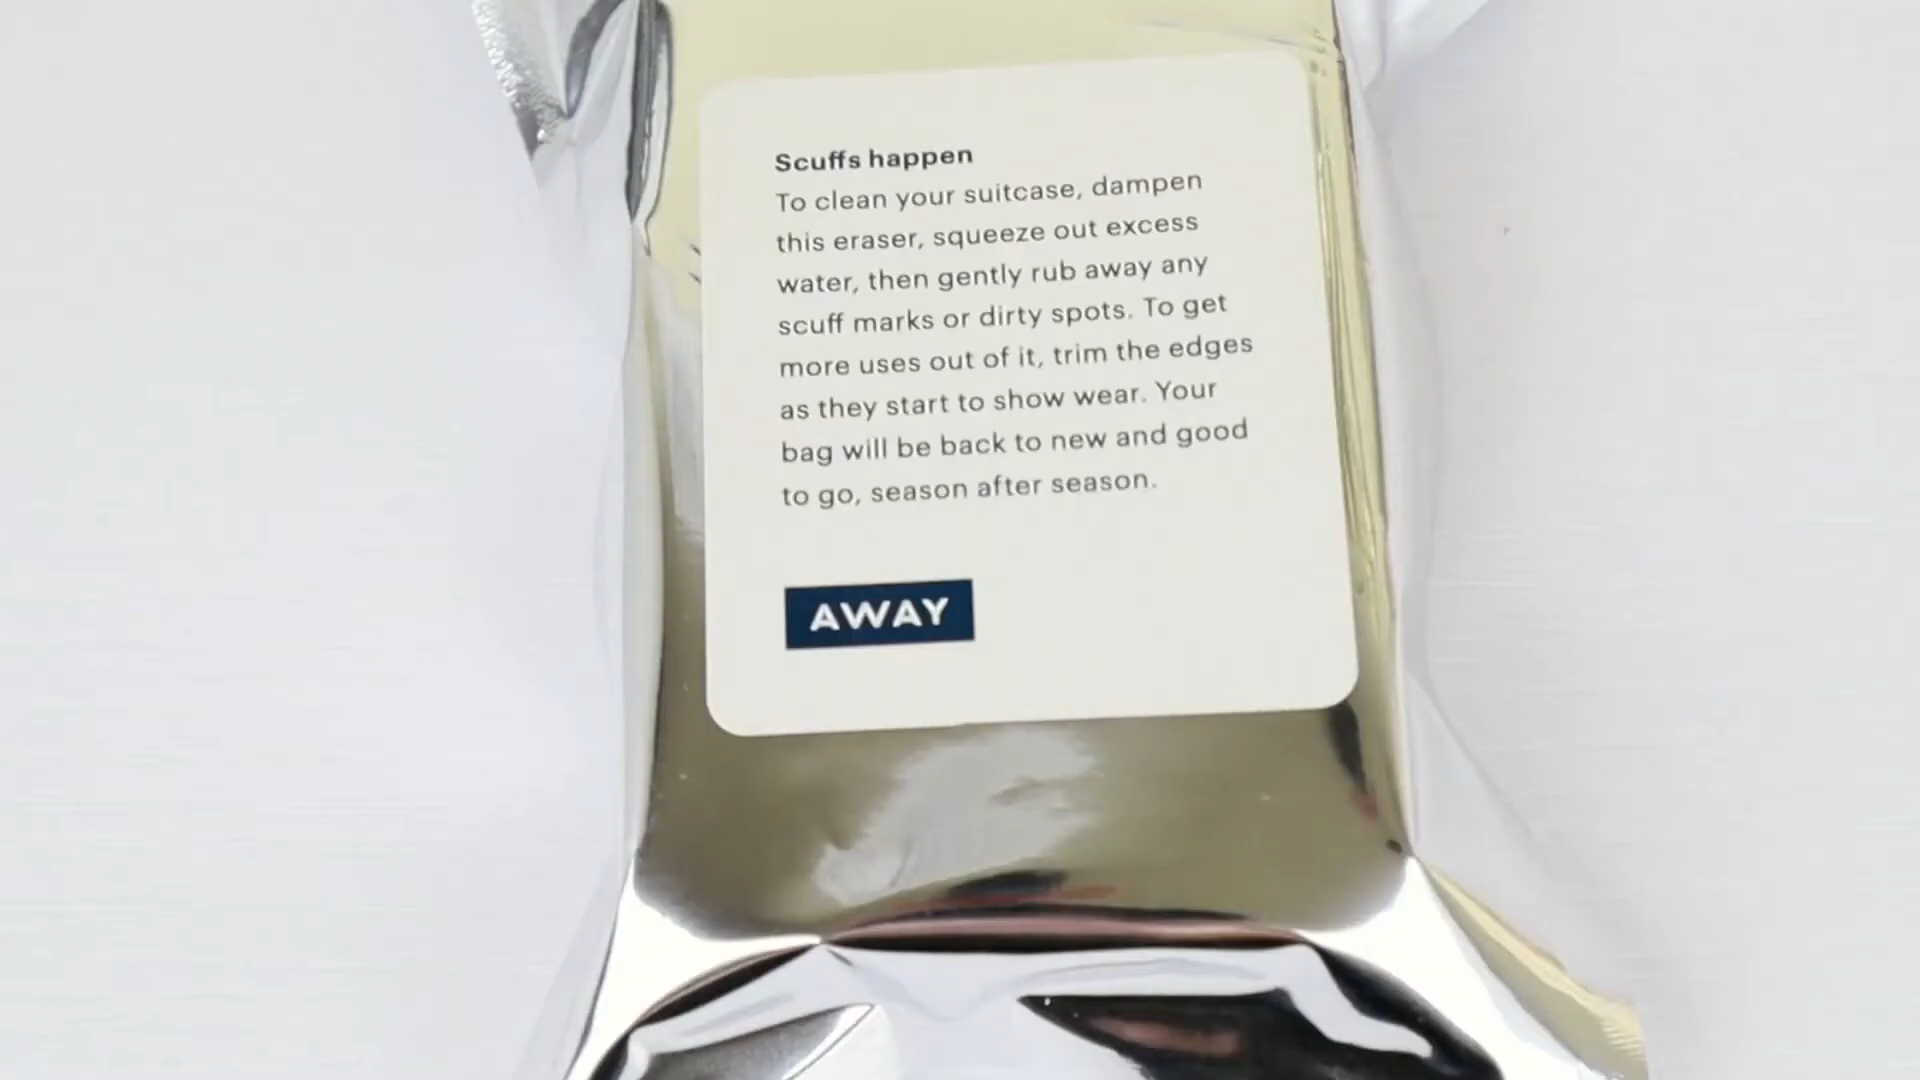 Scuffs happen
To clean your suitcase, dampen
this eraser, squeeze out excess
water, then gently rub away any
scuff marks or dirty spots. To get
more uses out of it, trim the edges
as they start to show wear. Your
bag will be back to new and good
to go, season after season.
AWAY